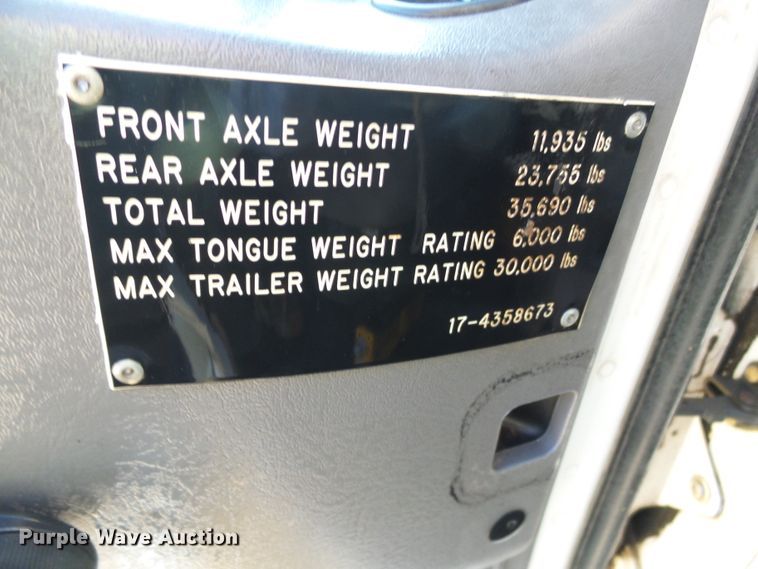 FRONT AXLE WEIGHT 11,935 lbs
REAR AXLE WEIGHT 23,755 lbs
TOTAL WEIGHT 35,690 lbs
MAX TONGUE WEIGHT RATING 6,000 lbs
MAX TRAILER WEIGHT RATING 30,000 lbs
17-4358673
Purple Wave Auction